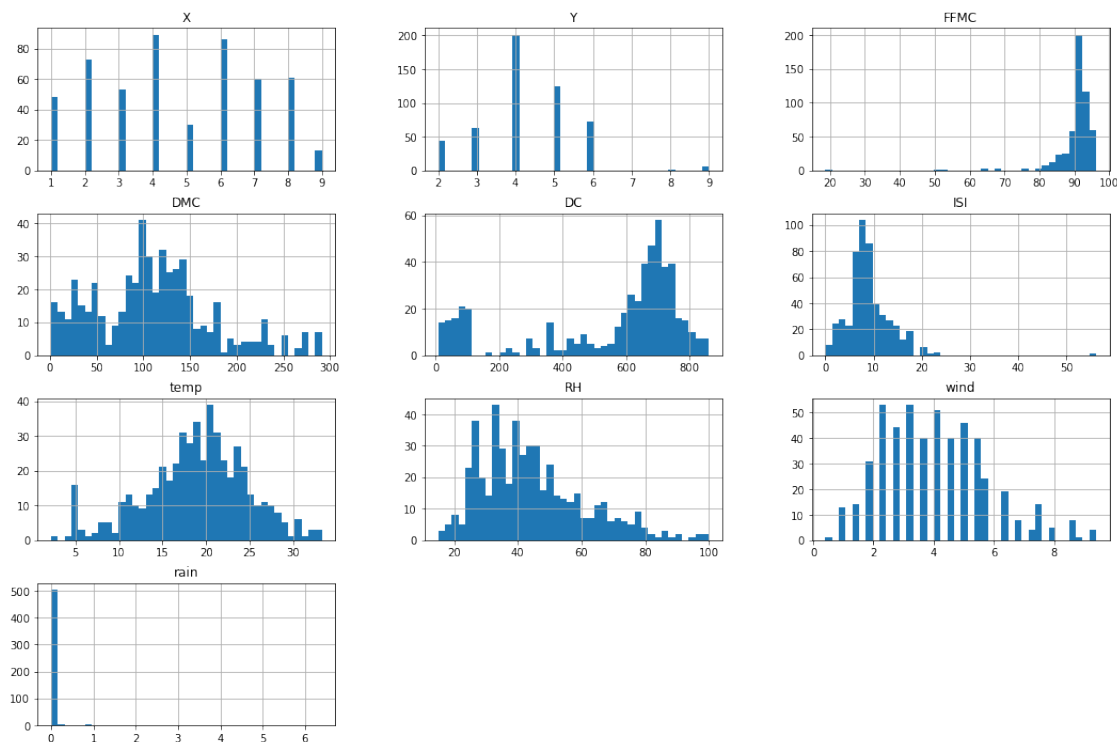 X Y FFMC
80 60 40 20 0
1 2 3 4 5 6 7 8 9
200 150 100 50 0
2 3 4 5 6 7 8 9
200 150 100 50 0
20 30 40 50 60 70 80 90 100
DMC DC ISI
40 30 20 10 0
0 50 100 150 200 250 300
60 40 20 0
0 200 400 600 800
100 80 60 40 20 0
0 10 20 30 40 50
temp RH wind
40 30 20 10 0
5 10 15 20 25 30
40 30 20 10 0
20 40 60 80 100
50 40 30 20 10 0
0 2 4 6 8
rain
500 400 300 200 100 0
0 1 2 3 4 5 6